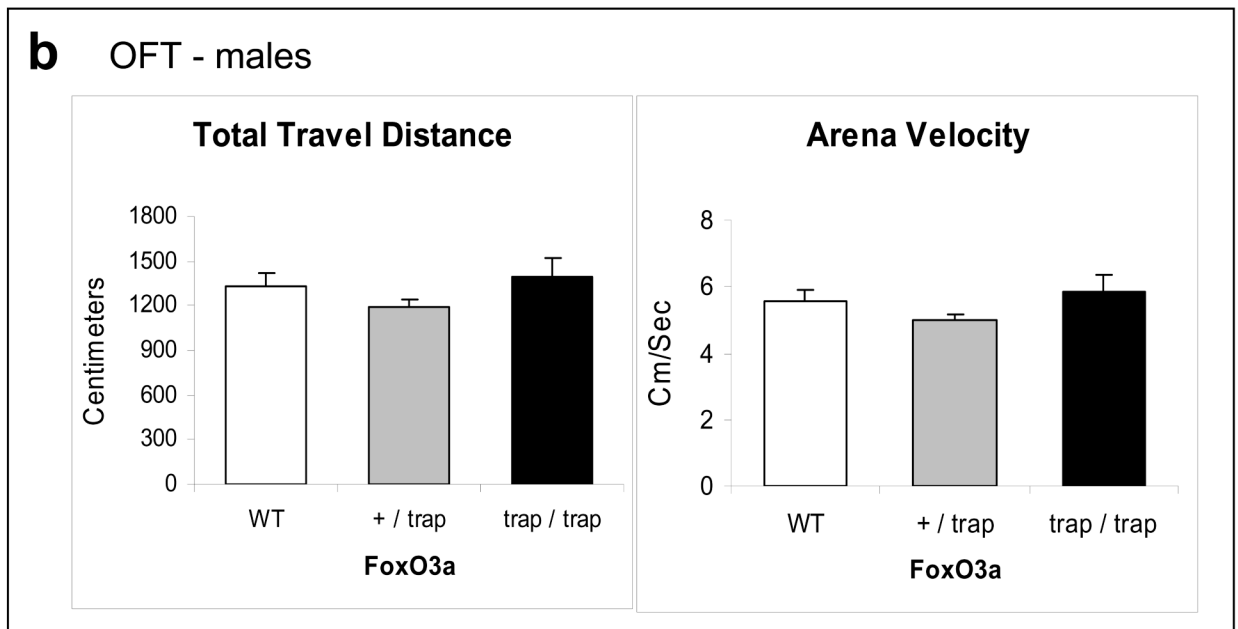 b OFT - males
Total Travel Distance
Centimeters
1800
1500
1200
900
600
300
0
WT + / trap trap / trap
FoxO3a
Arena Velocity
Cm/Sec
8
6
4
2
0
WT + / trap trap / trap
FoxO3a